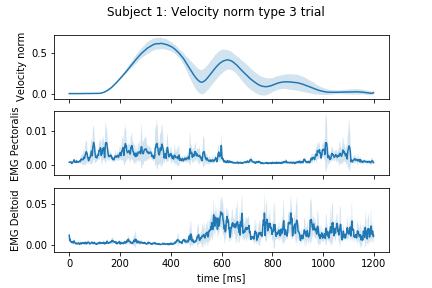 Subject 1: Velocity norm type 3 trial
Velocity norm
0.5
0.0
EMG Pectoralis
0.01
0.00
EMG Deltoid
0.05
0.00
0 200 400 600 800 1000 1200
time [ms]